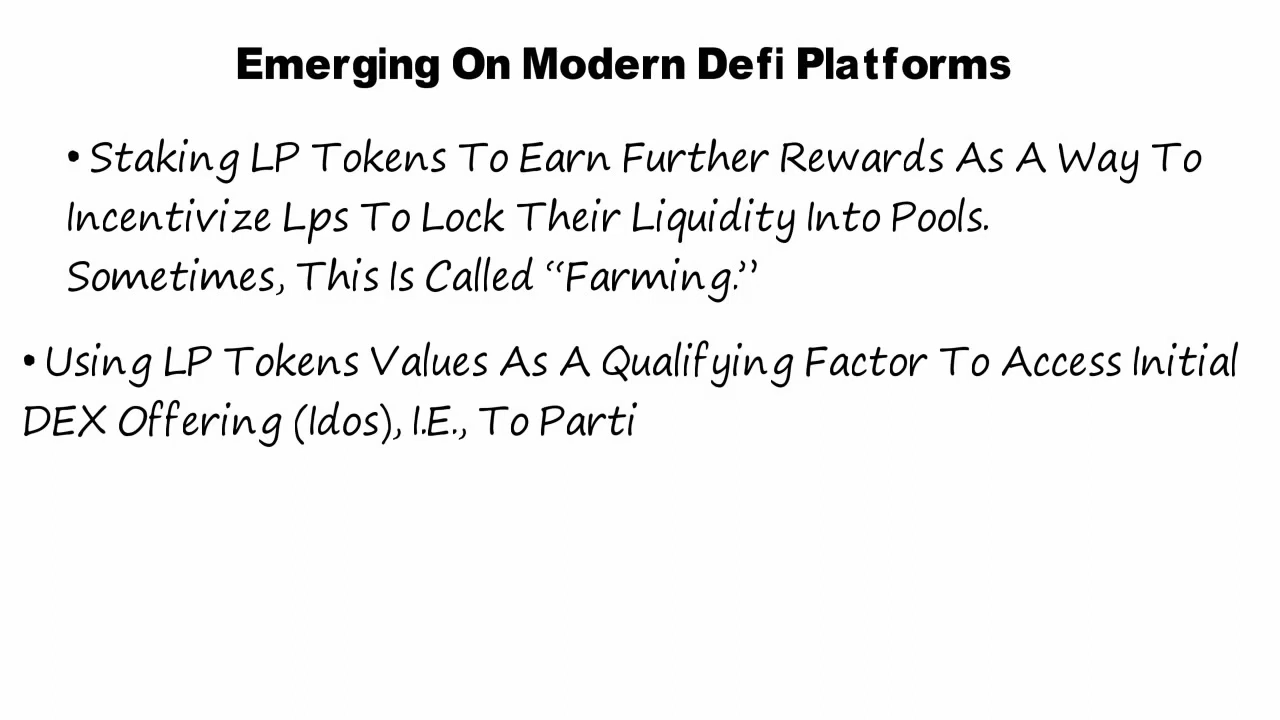 Emerging On Modern Defi Platforms
• Staking LP Tokens To Earn Further Rewards As A Way To
Incentivize Lps To Lock Their Liquidity Into Pools.
Sometimes, This Is Called “Farming.”
• Using LP Tokens Values As A Qualifying Factor To Access Initial
DEX Offering (Idos), I.E., To Parti